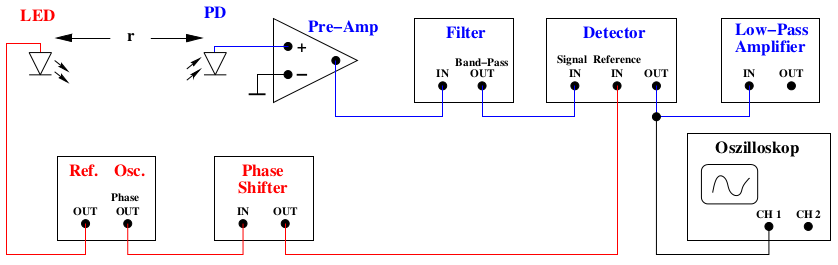 LED
PD
r
+
−
Pre−Amp
Filter
Band−Pass
IN OUT
Detector
Signal Reference
IN IN OUT
Low−Pass
Amplifier
IN OUT
Ref. Osc.
Phase
OUT OUT
Phase
Shifter
IN OUT
Oszilloskop
CH 1 CH 2